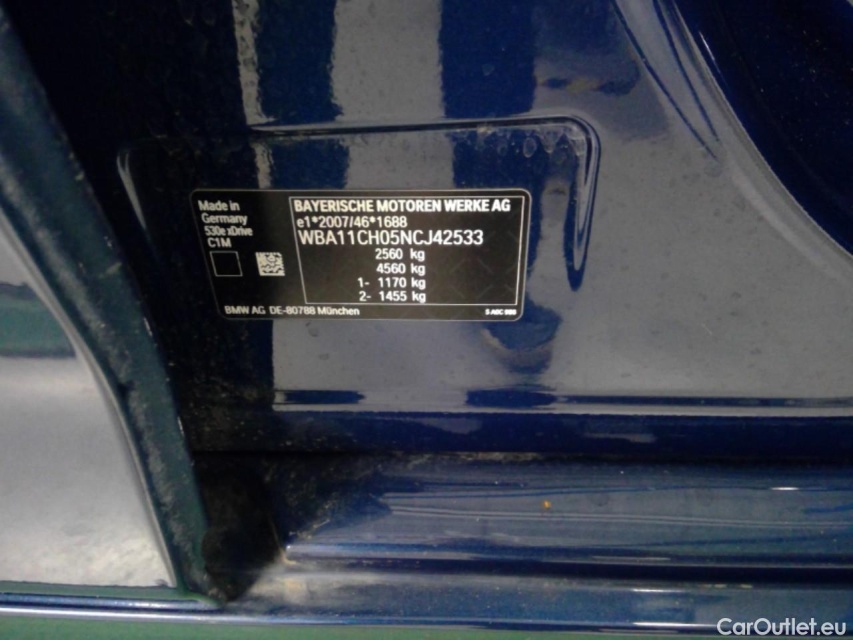 Made in
Germany
530e xDrive
C1M
BAYERISCHE MOTOREN WERKE AG
e1*2007/46*1688
WBA11CH05NCJ42533
2560 kg
4560 kg
1- 1170 kg
2- 1455 kg
BMW AG DE-80788 München
CarOutlet.eu